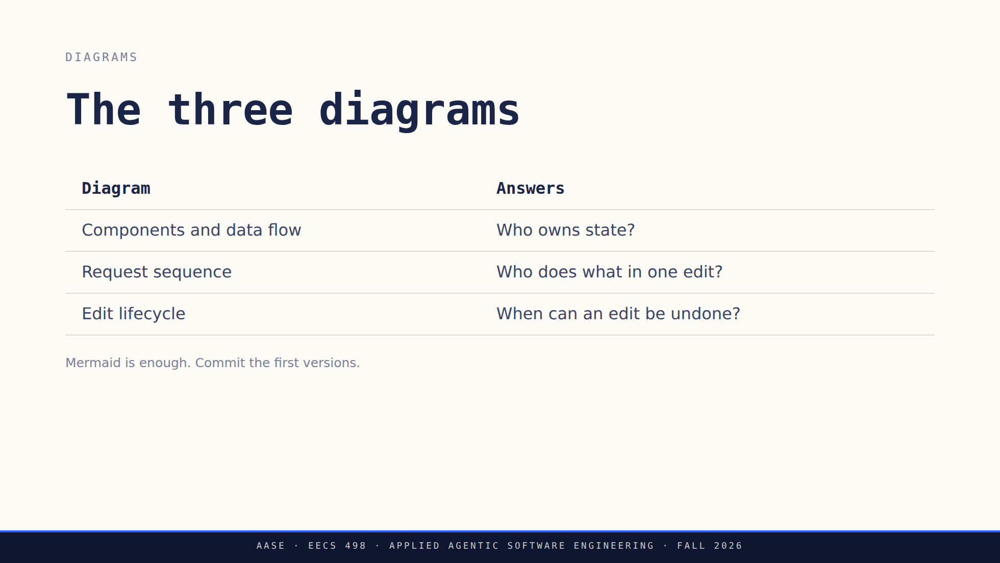 DIAGRAMS
The three diagrams
Diagram Answers
Components and data flow Who owns state?
Request sequence Who does what in one edit?
Edit lifecycle When can an edit be undone?
Mermaid is enough. Commit the first versions.
AASE · EECS 498 · APPLIED AGENTIC SOFTWARE ENGINEERING · FALL 2026